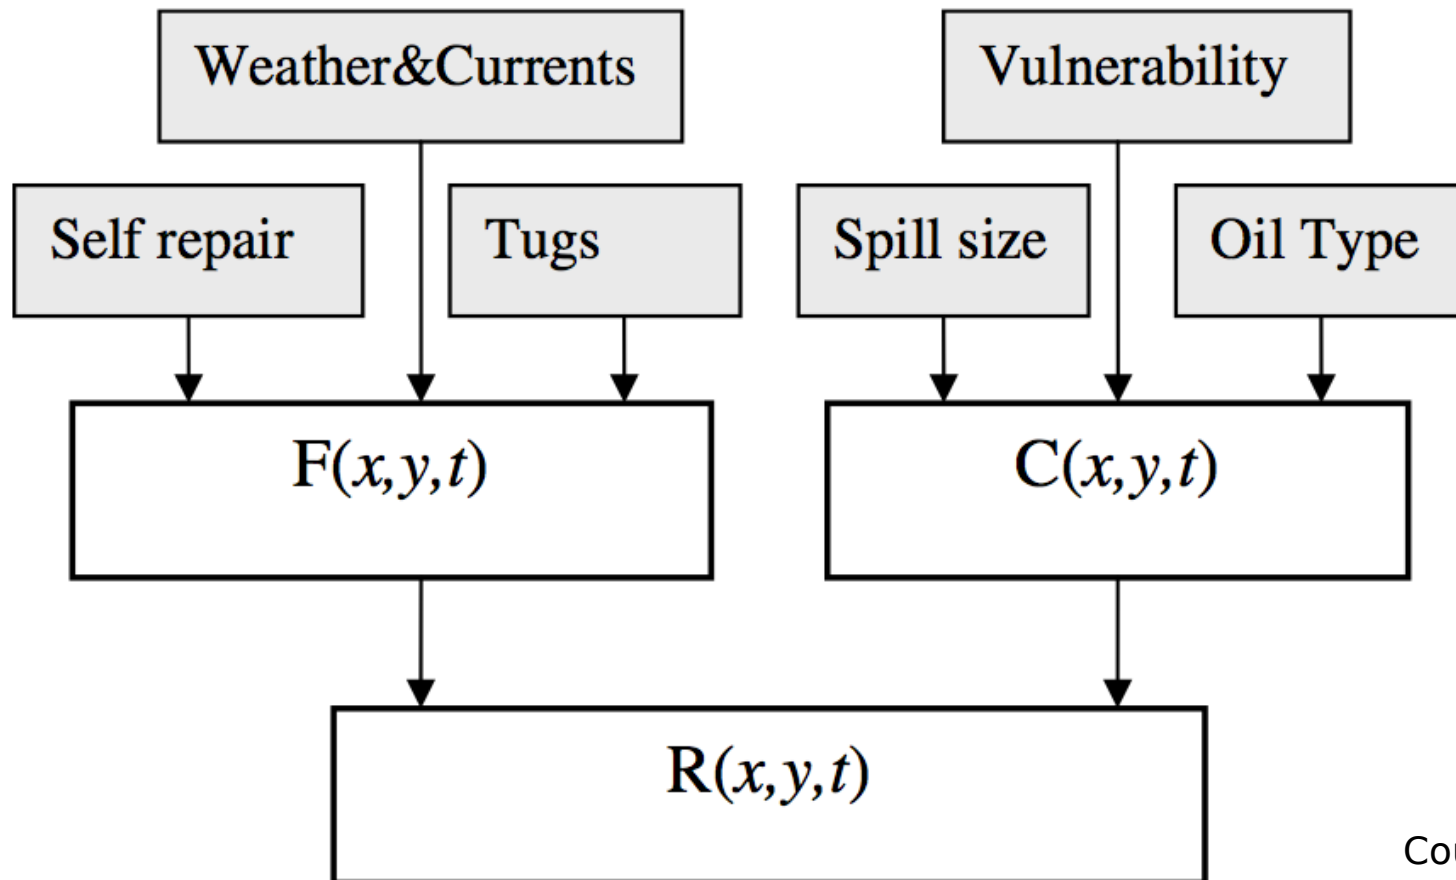 Weather&Currents
Vulnerability
Self repair
Tugs
Spill size
Oil Type
F(x,y,t)
C(x,y,t)
R(x,y,t)